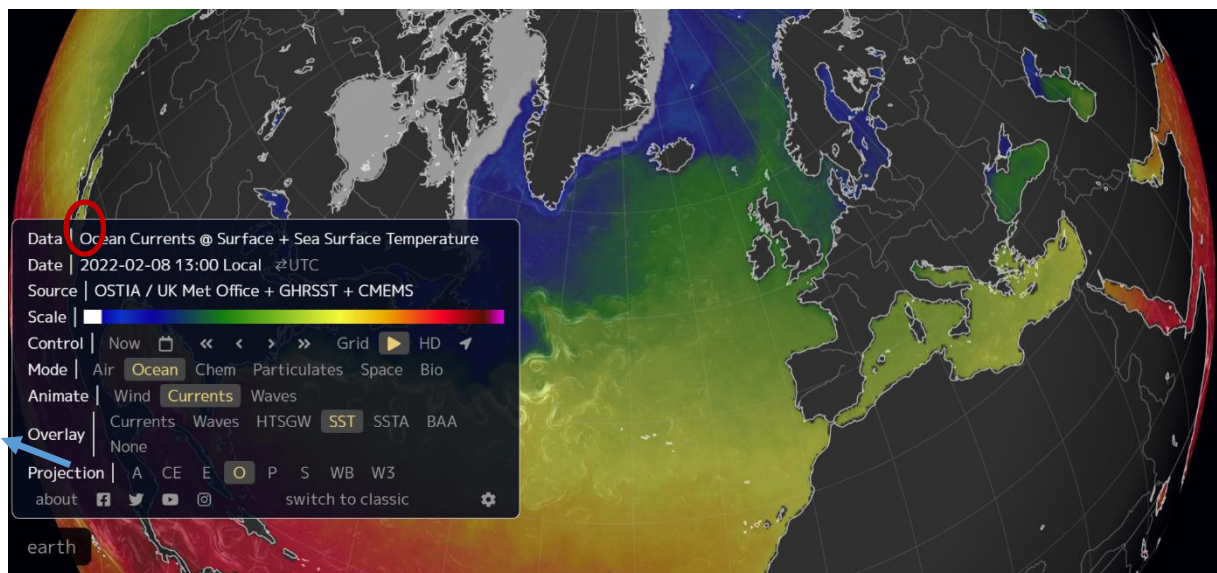 Data | Ocean Currents @ Surface + Sea Surface Temperature
Date | 2022-02-08 13:00 Local ⇄UTC
Source | OSTIA / UK Met Office + GHRSST + CMEMS
Scale |
Control | Now « ‹ › » Grid HD
Mode | Air Ocean Chem Particulates Space Bio
Animate | Wind Currents Waves
Overlay | Currents Waves HTSGW SST SSTA BAA
None
Projection | A CE E O P S WB W3
about switch to classic
earth